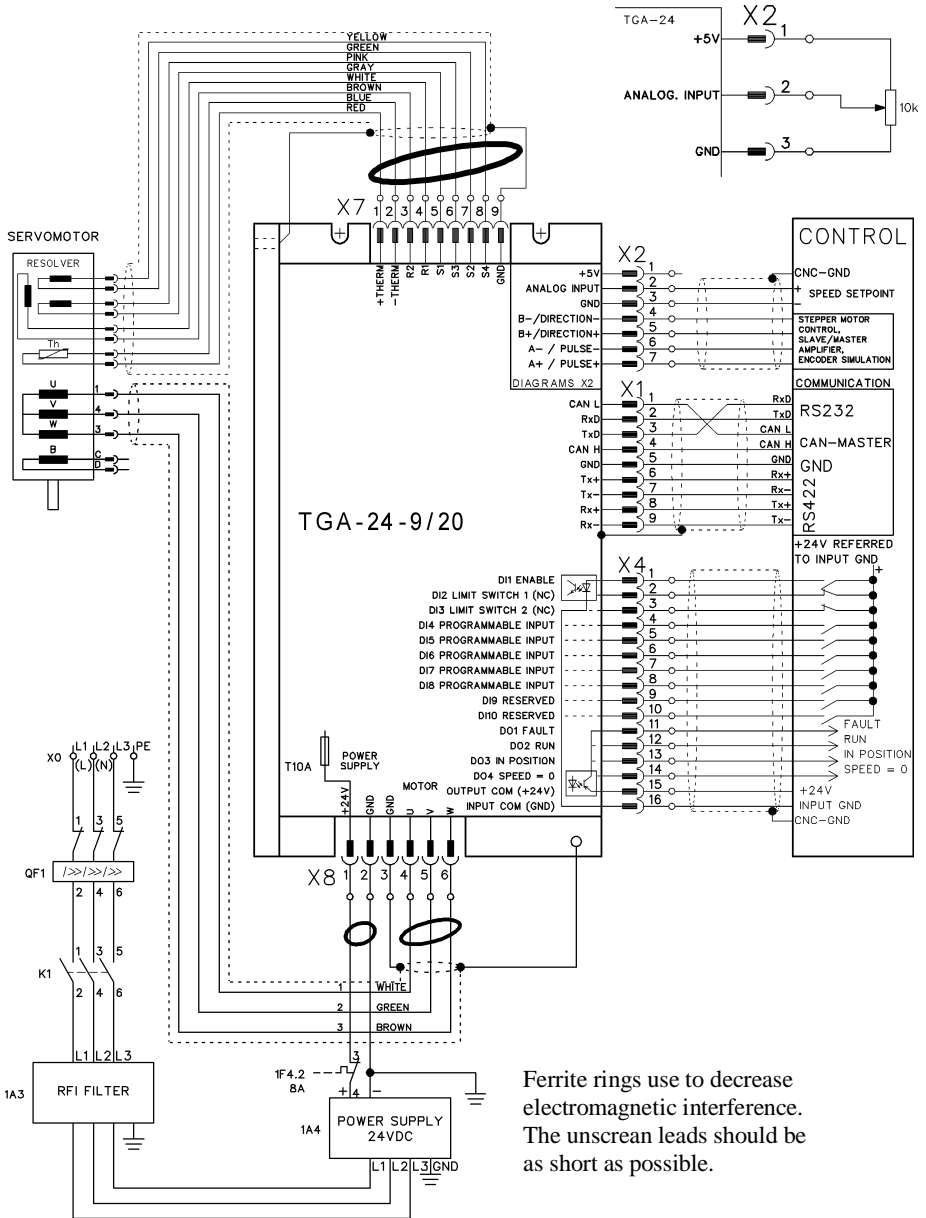 TGA-24
X2
+5V 1
ANALOG. INPUT 2
10k
GND 3
YELLOW
GREEN
PINK
GRAY
WHITE
BROWN
BLUE
RED
X7
1 2 3 4 5 6 7 8 9
+THERM
-THERM
R2
R1
S1
S3
S2
S4
GND
SERVOMOTOR
RESOLVER
Th
U 1
V 4
W 3
B C
D
TGA-24-9/20
CONTROL
X2
+5V 1
ANALOG INPUT 2
GND 3
B-/DIRECTION- 4
B+/DIRECTION+ 5
A- / PULSE- 6
A+ / PULSE+ 7
DIAGRAMS X2
CNC-GND
+ SPEED SETPOINT
-
STEPPER MOTOR
CONTROL,
SLAVE/MASTER
AMPLIFIER,
ENCODER SIMULATION
COMMUNICATION
X1
CAN L 1 RxD
RxD 2 TxD
TxD 3 CAN L
CAN H 4 CAN H
GND 5 GND
Tx+ 6 Rx+
Tx- 7 Rx-
Rx+ 8 Tx+
Rx- 9 Tx-
RS232
CAN-MASTER
GND
RS422
+24V REFERRED
TO INPUT GND
+
X4
DI1 ENABLE 1
DI2 LIMIT SWITCH 1 (NC) 2
DI3 LIMIT SWITCH 2 (NC) 3
DI4 PROGRAMMABLE INPUT 4
DI5 PROGRAMMABLE INPUT 5
DI6 PROGRAMMABLE INPUT 6
DI7 PROGRAMMABLE INPUT 7
DI8 PROGRAMMABLE INPUT 8
DI9 RESERVED 9
DI10 RESERVED 10
DO1 FAULT 11 FAULT
DO2 RUN 12 RUN
DO3 IN POSITION 13 IN POSITION
DO4 SPEED = 0 14 SPEED = 0
OUTPUT COM (+24V) 15 +24V
INPUT COM (GND) 16 INPUT GND
CNC-GND
T10A
POWER
SUPPLY
MOTOR
+24V
GND
GND
U
V
W
X8
1 2 3 4 5 6
X0 L1 L2 L3 PE
(L) (N)
1 3 5
QF1 />>/>>/>>
2 4 6
1 3 5
K1
2 4 6
L1 L2 L3
1A3 RFI FILTER
1 WHITE
2 GREEN
3 BROWN
3
1F4.2
8A
+ 4 -
1A4
POWER SUPPLY
24VDC
L1 L2 L3 GND
Ferrite rings use to decrease
electromagnetic interference.
The unscrean leads should be
as short as possible.